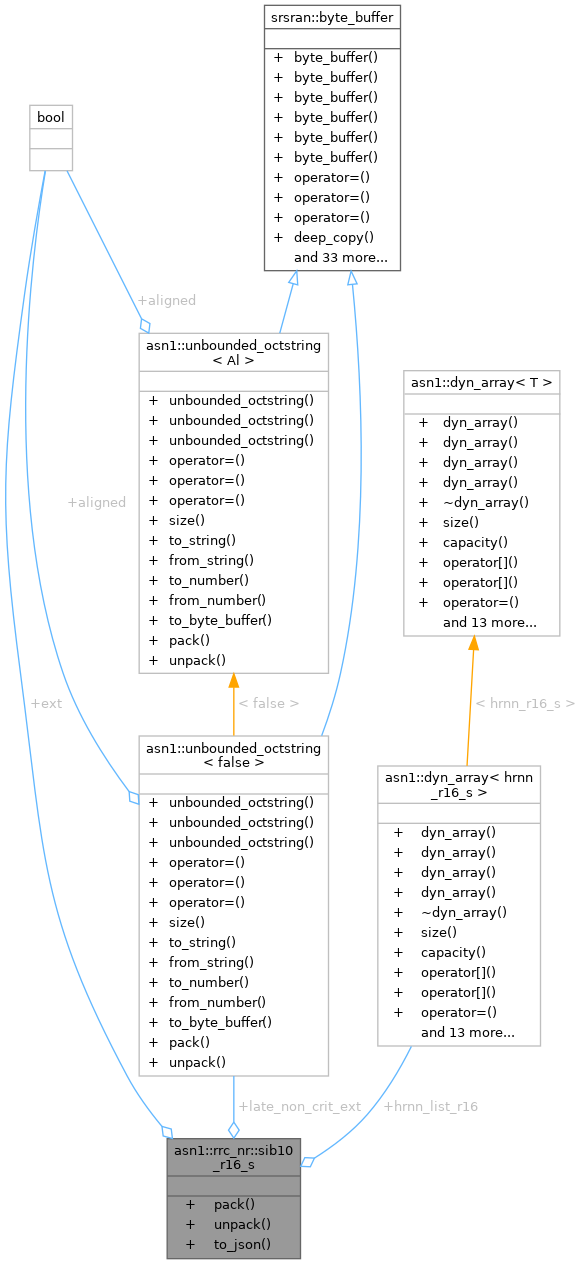 srsran::byte_buffer
+ byte_buffer()
+ byte_buffer()
+ byte_buffer()
+ byte_buffer()
+ byte_buffer()
+ byte_buffer()
+ operator=()
+ operator=()
+ operator=()
+ deep_copy()
and 33 more...
bool
+aligned
asn1::unbounded_octstring
< Al >
+ unbounded_octstring()
+ unbounded_octstring()
+ unbounded_octstring()
+ operator=()
+ operator=()
+ operator=()
+ size()
+ to_string()
+ from_string()
+ to_number()
+ from_number()
+ to_byte_buffer()
+ pack()
+ unpack()
asn1::dyn_array< T >
+ dyn_array()
+ dyn_array()
+ dyn_array()
+ dyn_array()
+ ~dyn_array()
+ size()
+ capacity()
+ operator[]()
+ operator[]()
+ operator=()
and 13 more...
+aligned
+ext
< false >
< hrnn_r16_s >
asn1::unbounded_octstring
< false >
+ unbounded_octstring()
+ unbounded_octstring()
+ unbounded_octstring()
+ operator=()
+ operator=()
+ operator=()
+ size()
+ to_string()
+ from_string()
+ to_number()
+ from_number()
+ to_byte_buffer()
+ pack()
+ unpack()
asn1::dyn_array< hrnn
_r16_s >
+ dyn_array()
+ dyn_array()
+ dyn_array()
+ dyn_array()
+ ~dyn_array()
+ size()
+ capacity()
+ operator[]()
+ operator[]()
+ operator=()
and 13 more...
+late_non_crit_ext
+hrnn_list_r16
asn1::rrc_nr::sib10
_r16_s
+ pack()
+ unpack()
+ to_json()